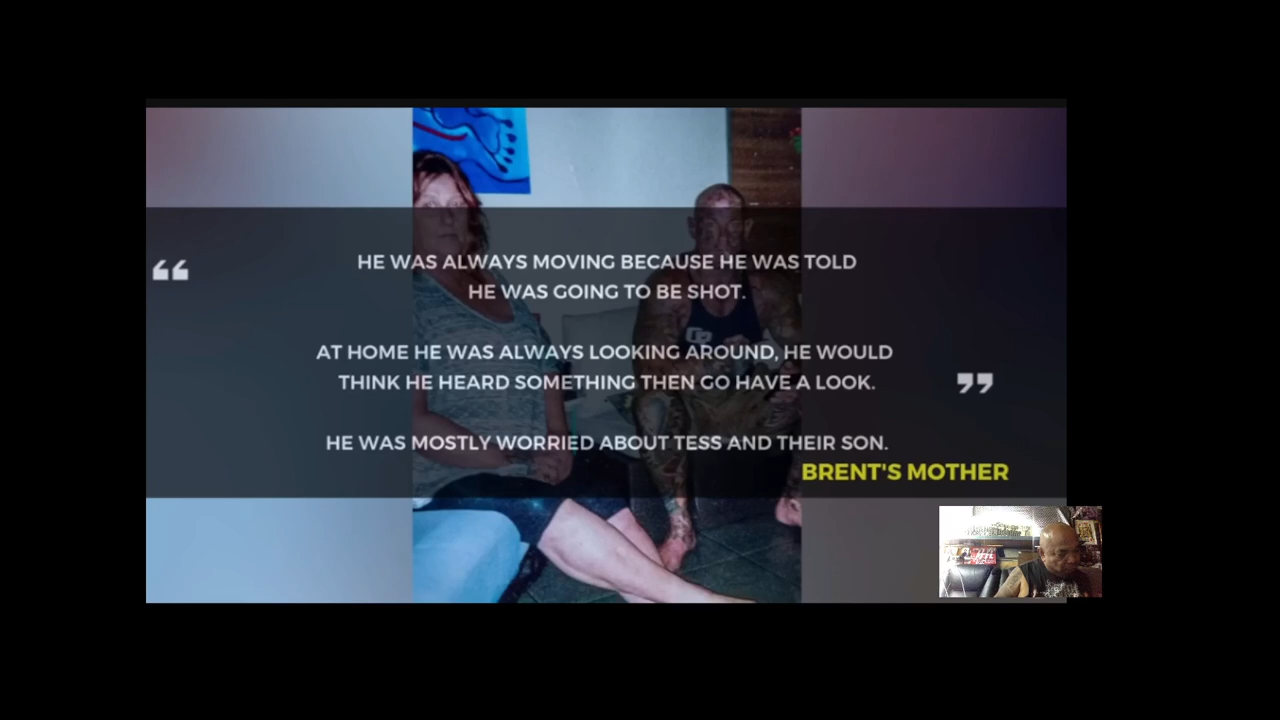 “
HE WAS ALWAYS MOVING BECAUSE HE WAS TOLD
HE WAS GOING TO BE SHOT.
AT HOME HE WAS ALWAYS LOOKING AROUND, HE WOULD
THINK HE HEARD SOMETHING THEN GO HAVE A LOOK.
”
HE WAS MOSTLY WORRIED ABOUT TESS AND THEIR SON.
BRENT'S MOTHER